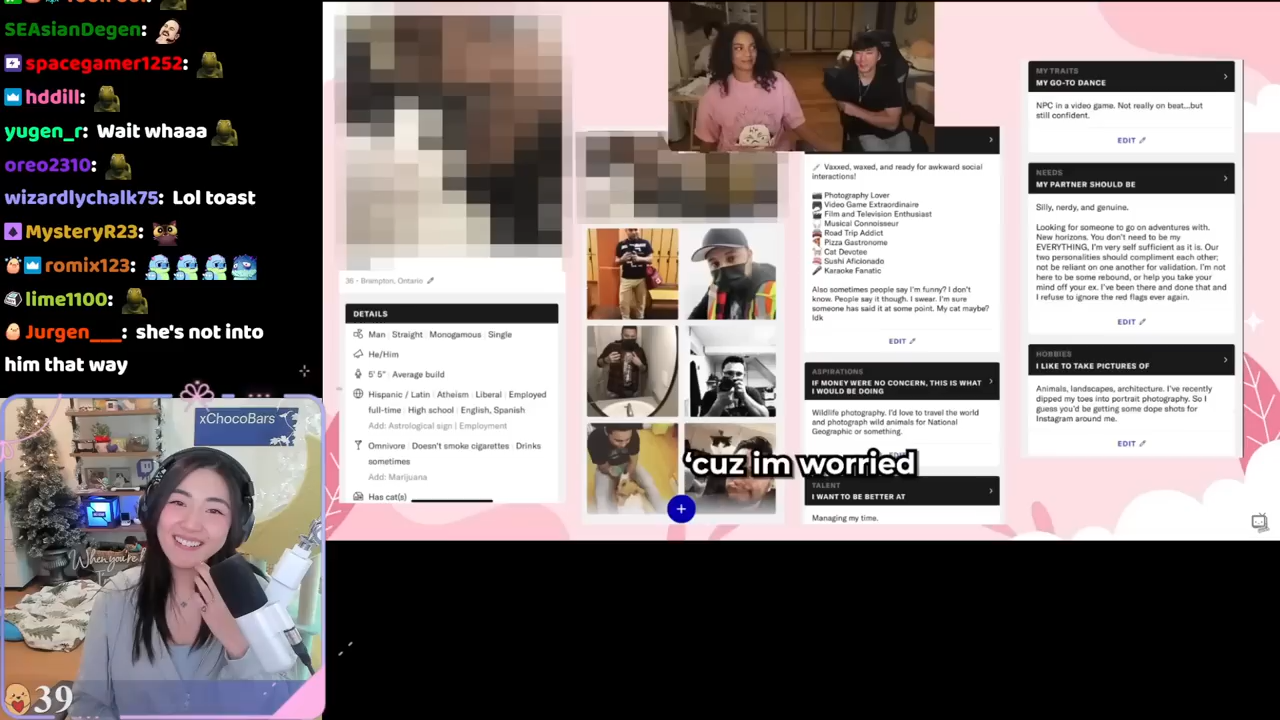 SEAsianDegen:
spacegamer1252:
hddill:
yugen_r: Wait whaaa
oreo2310:
wizardlychalk75: Lol toast
MysteryR23:
romix123:
lime1100:
Jurgen___: she's not into
him that way
xChocoBars
When you're
39
36 • Brampton, Ontario
DETAILS
Man | Straight | Monogamous | Single
He/Him
5' 5" | Average build
Hispanic / Latin | Atheism | Liberal | Employed
full-time | High school | English, Spanish
Add: Astrological sign | Employment
Omnivore | Doesn't smoke cigarettes | Drinks
sometimes
Add: Marijuana
Has cat(s)
+
'cuz im worried
Vaxxed, waxed, and ready for awkward social
interactions!
Photography Lover
Video Game Extraordinaire
Film and Television Enthusiast
Musical Connoisseur
Road Trip Addict
Pizza Gastronome
Cat Devotee
Sushi Aficionado
Karaoke Fanatic
Also sometimes people say I'm funny? I don't
know. People say it though. I swear. I'm sure
someone has said it at some point. My cat maybe?
Idk
EDIT
ASPIRATIONS
IF MONEY WERE NO CONCERN, THIS IS WHAT
I WOULD BE DOING
Wildlife photography. I'd love to travel the world
and photograph wild animals for National
Geographic or something.
TALENT
I WANT TO BE BETTER AT
Managing my time.
MY TRAITS
MY GO-TO DANCE
NPC in a video game. Not really on beat...but
still confident.
EDIT
NEEDS
MY PARTNER SHOULD BE
Silly, nerdy, and genuine.
Looking for someone to go on adventures with.
New horizons. You don't need to be my
EVERYTHING, I'm very self sufficient as it is. Our
two personalities should compliment each other;
not be reliant on one another for validation. I'm not
here to be some rebound, or help you take your
mind off your ex. I've been there and done that and
I refuse to ignore the red flags ever again.
EDIT
HOBBIES
I LIKE TO TAKE PICTURES OF
Animals, landscapes, architecture. I've recently
dipped my toes into portrait photography. So I
guess you'd be getting some dope shots for
Instagram around me.
EDIT